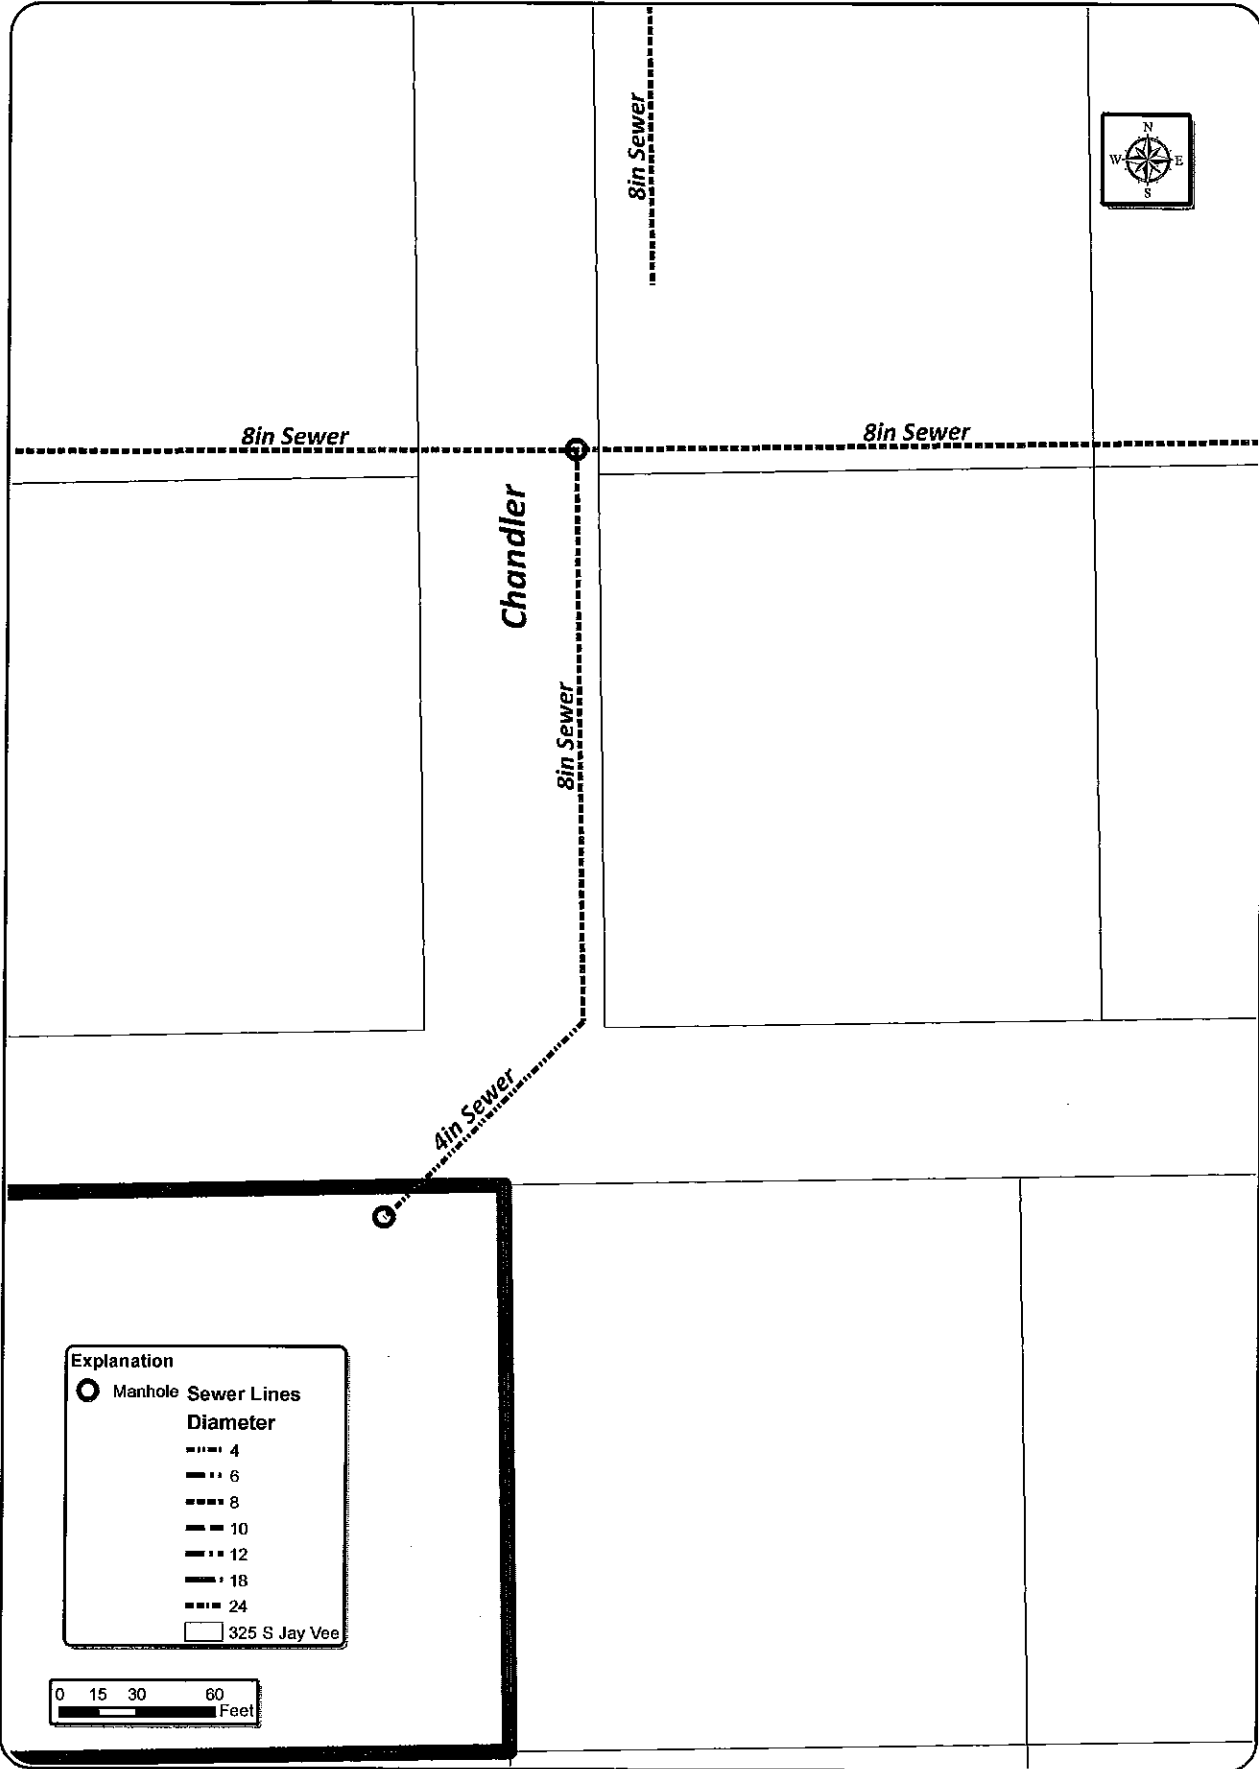 8in Sewer
N
W E
S
8in Sewer
8in Sewer
Chandler
8in Sewer
4in Sewer
Explanation
Manhole Sewer Lines
Diameter
4
6
8
10
12
18
24
325 S Jay Vee
0 15 30 60
Feet